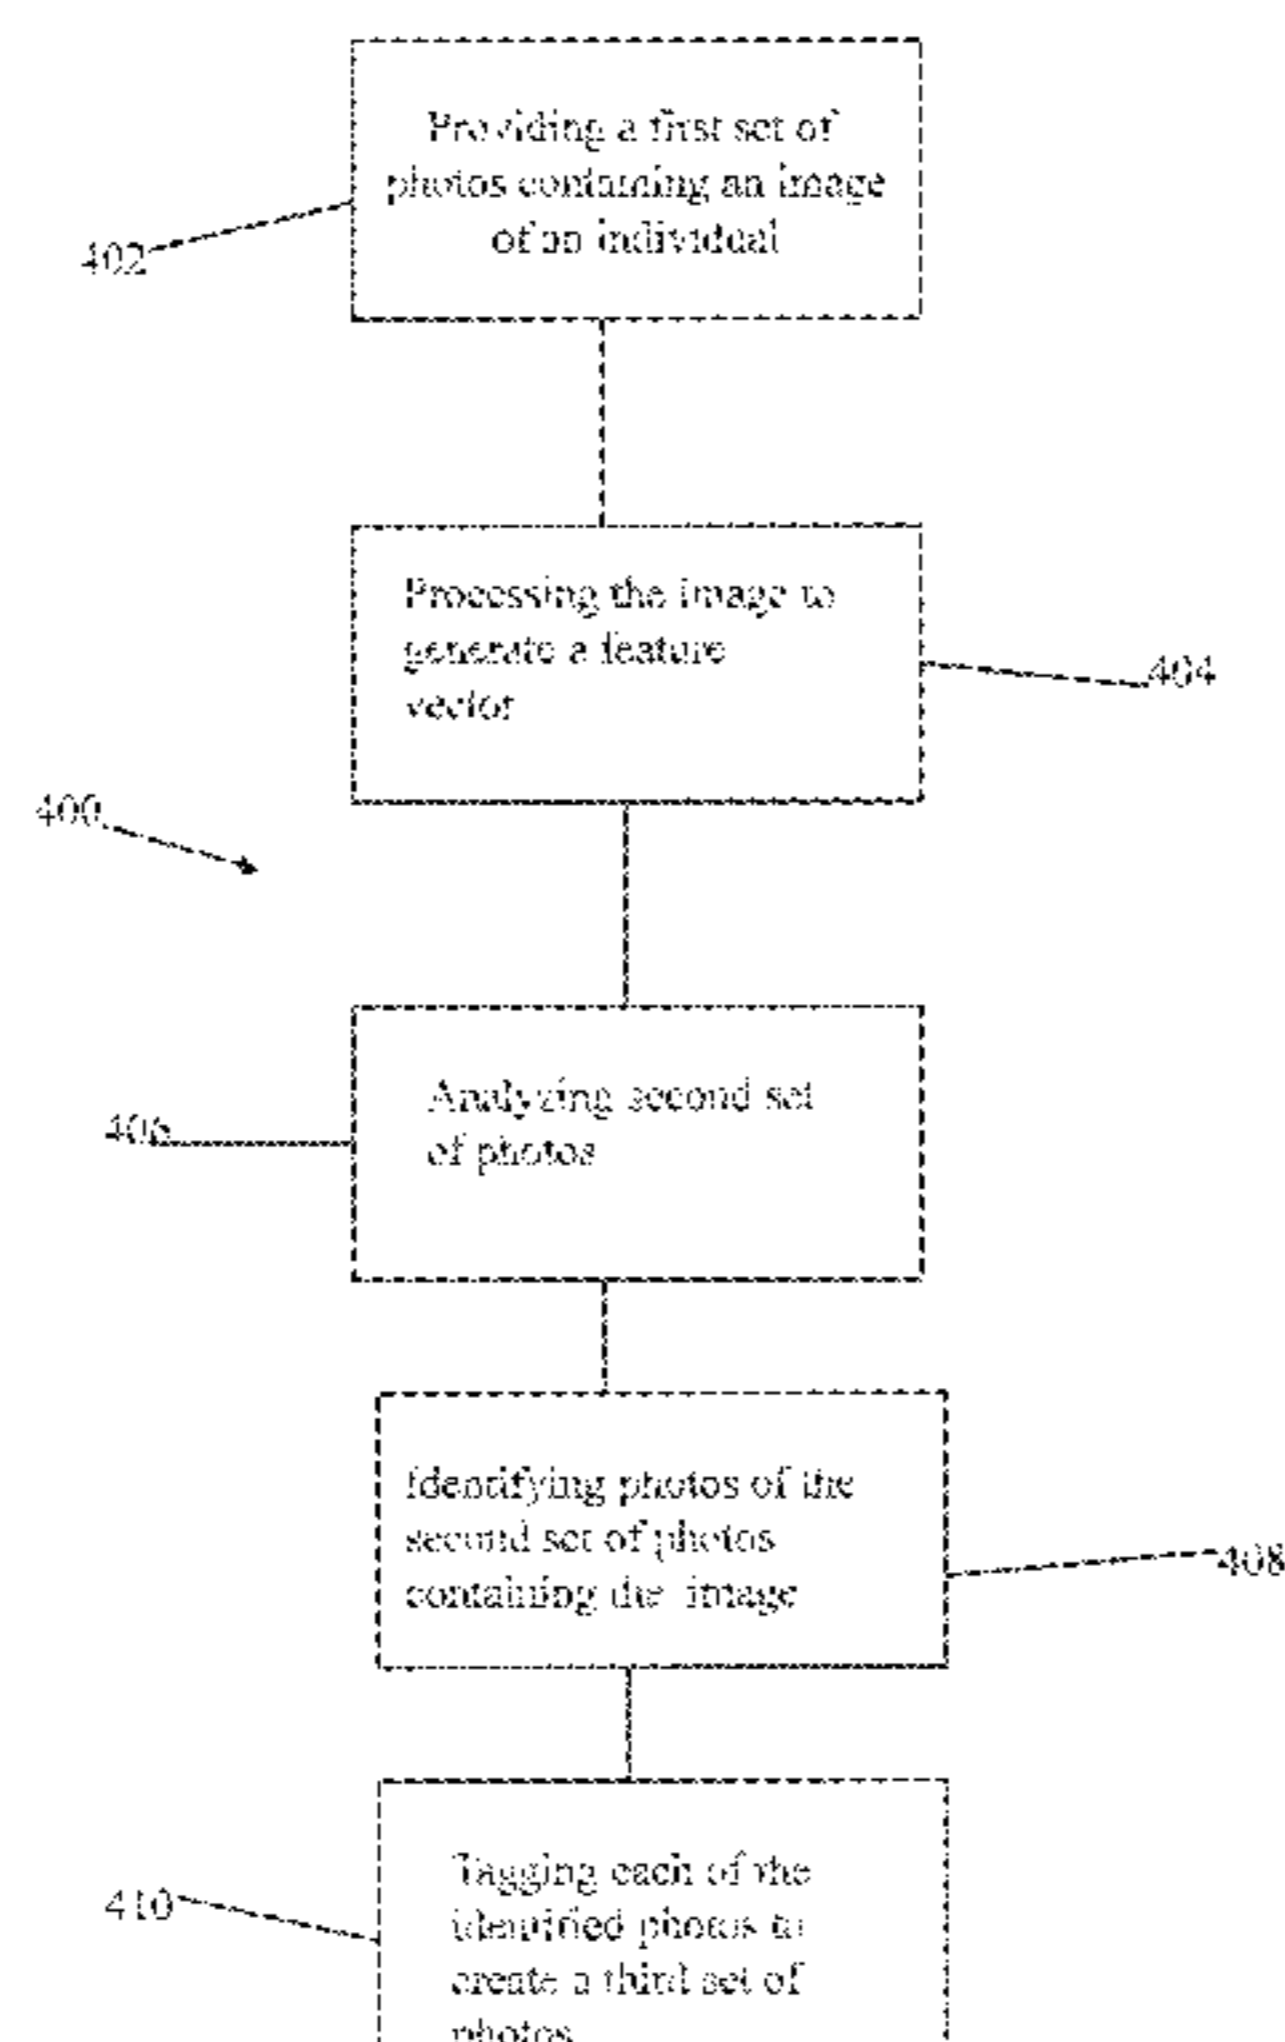 Providing a first set of
photos containing an image
of an individual
402
Processing the image to
generate a feature
vector
404
400
Analyzing second set
of photos
406
Identifying photos of the
second set of photos
containing the image
408
Tagging each of the
identified photos to
create a third set of
photos
410